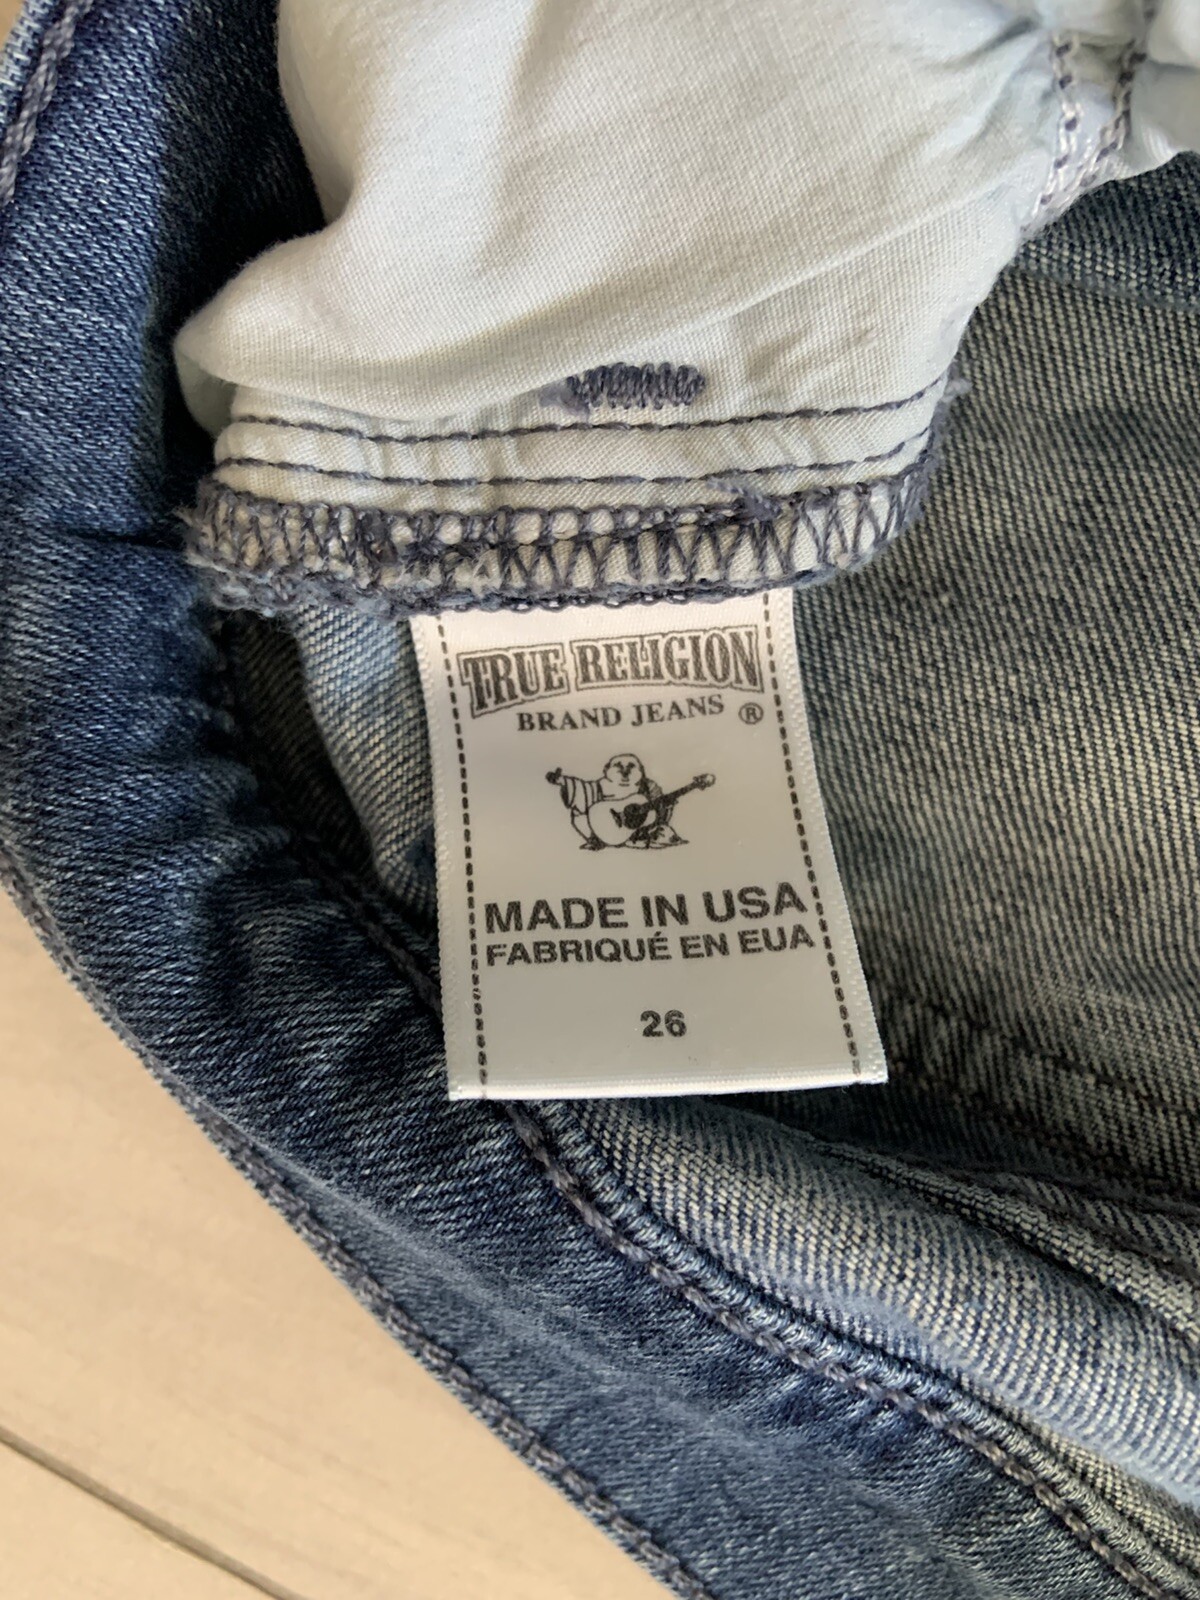 TRUE RELIGION
BRAND JEANS ®
MADE IN USA
FABRIQUÉ EN EUA
26